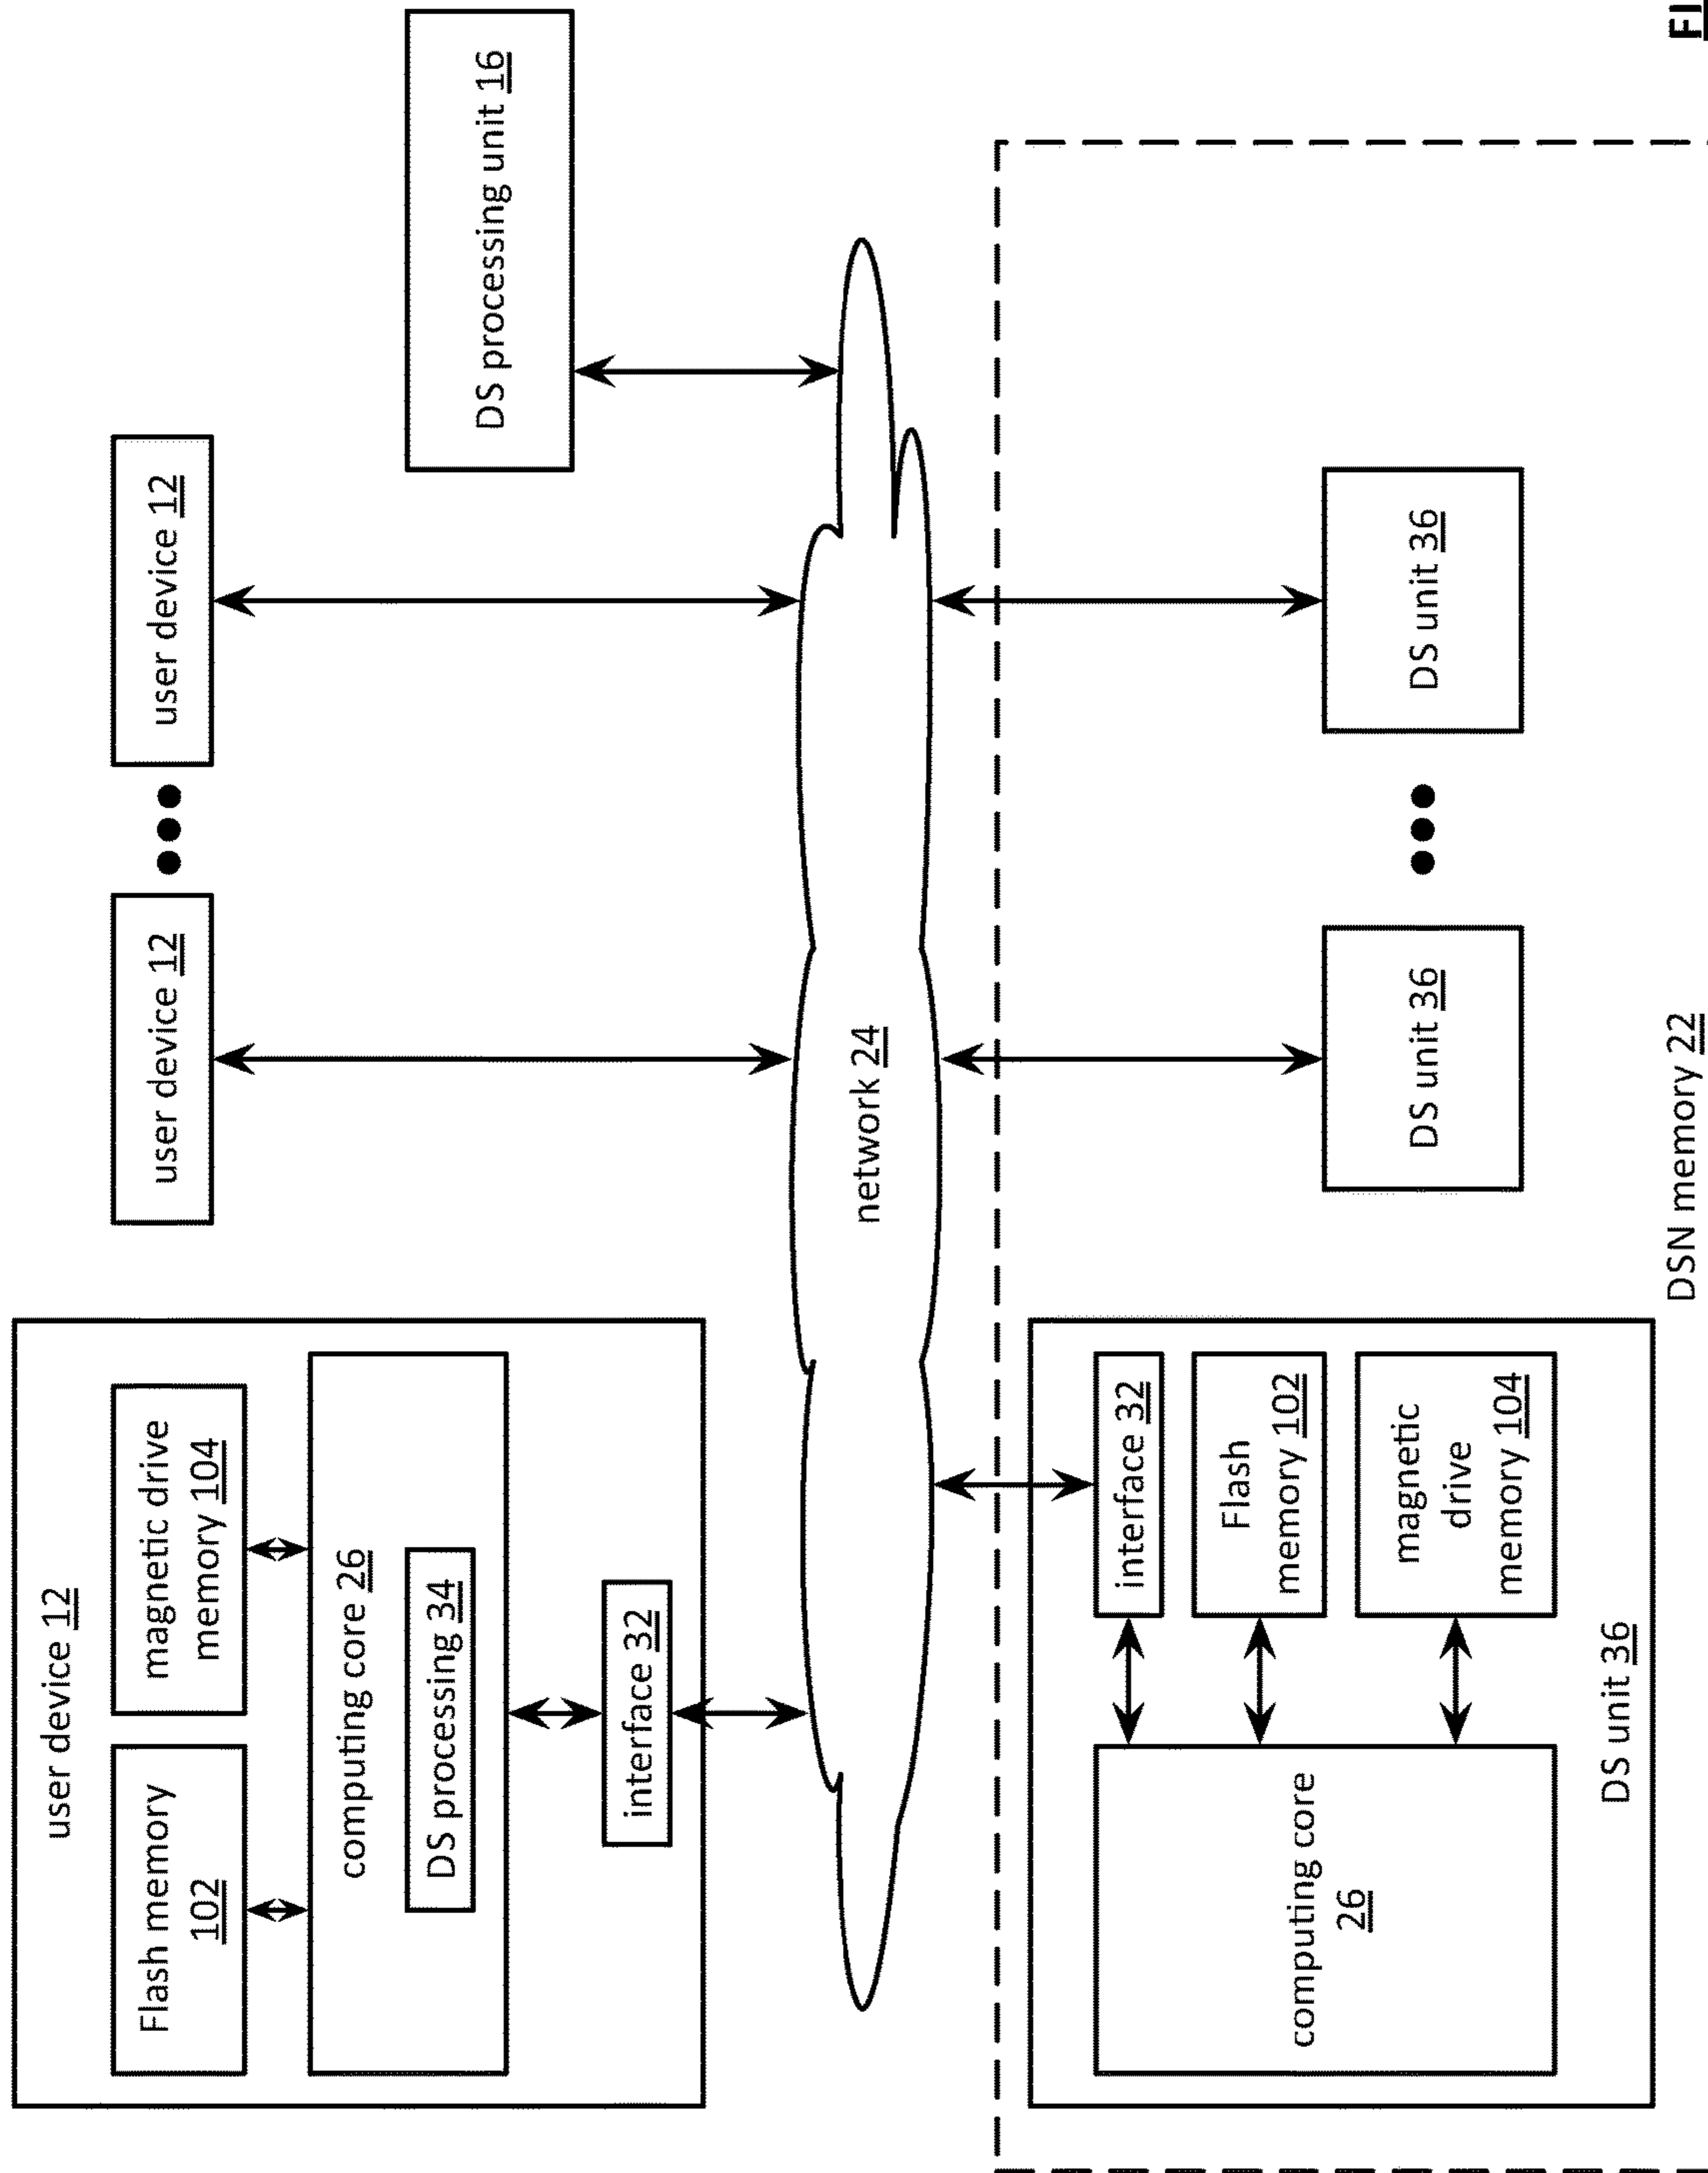 user device 12
Flash memory
102
magnetic drive
memory 104
computing core 26
DS processing 34
interface 32
user device 12
user device 12
DS processing unit 16
network 24
computing core
26
interface 32
Flash
memory 102
magnetic
drive
memory 104
DS unit 36
DS unit 36
DS unit 36
DSN memory 22